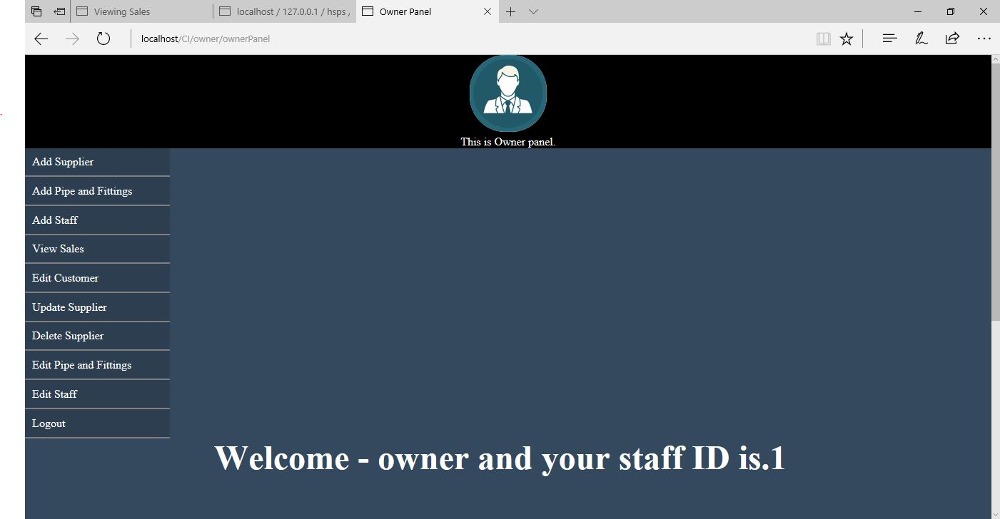 Viewing Sales
localhost / 127.0.0.1 / hsps /
Owner Panel
localhost/CI/owner/ownerPanel
This is Owner panel.
Add Supplier
Add Pipe and Fittings
Add Staff
View Sales
Edit Customer
Update Supplier
Delete Supplier
Edit Pipe and Fittings
Edit Staff
Logout
Welcome - owner and your staff ID is.1